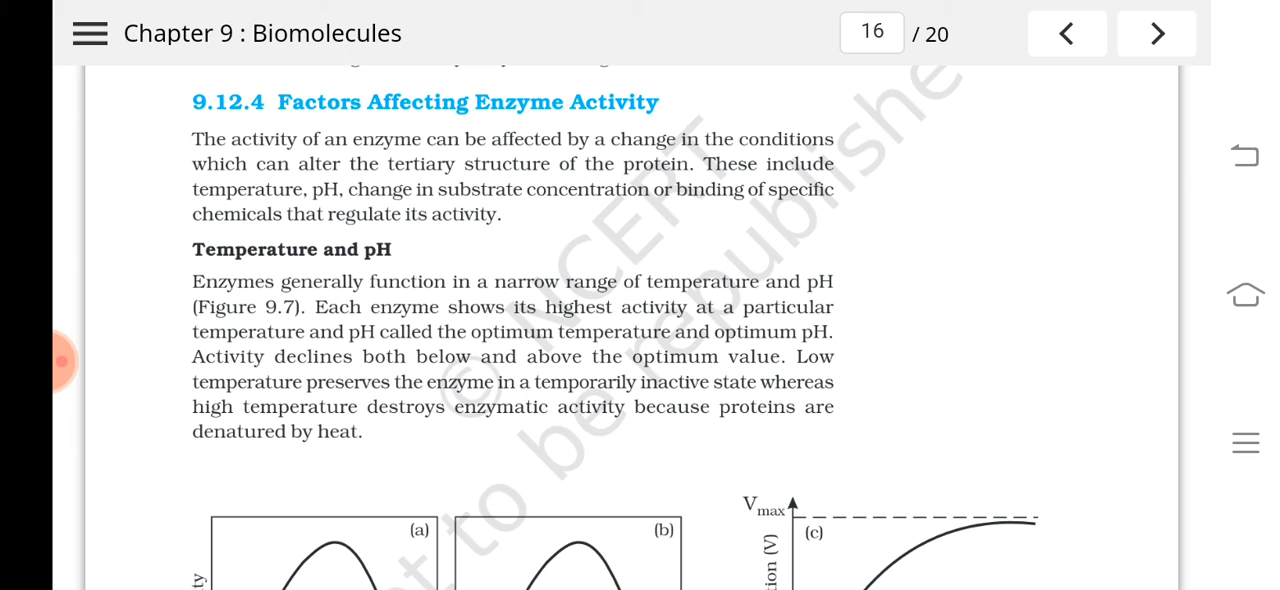 Chapter 9 : Biomolecules
16 / 20
9.12.4 Factors Affecting Enzyme Activity
The activity of an enzyme can be affected by a change in the conditions
which can alter the tertiary structure of the protein. These include
temperature, pH, change in substrate concentration or binding of specific
chemicals that regulate its activity.
Temperature and pH
Enzymes generally function in a narrow range of temperature and pH
(Figure 9.7). Each enzyme shows its highest activity at a particular
temperature and pH called the optimum temperature and optimum pH.
Activity declines both below and above the optimum value. Low
temperature preserves the enzyme in a temporarily inactive state whereas
high temperature destroys enzymatic activity because proteins are
denatured by heat.
(a)
(b)
Vmax
(c)
(V)
© NCERT
not to be republishe